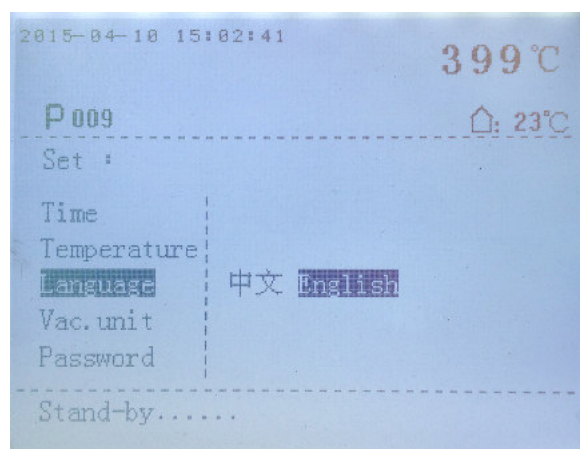 2015-04-10 15:02:41
399℃
P 009
: 23℃
Set :
Time
Temperature
Language 中文 English
Vac.unit
Password
Stand-by......